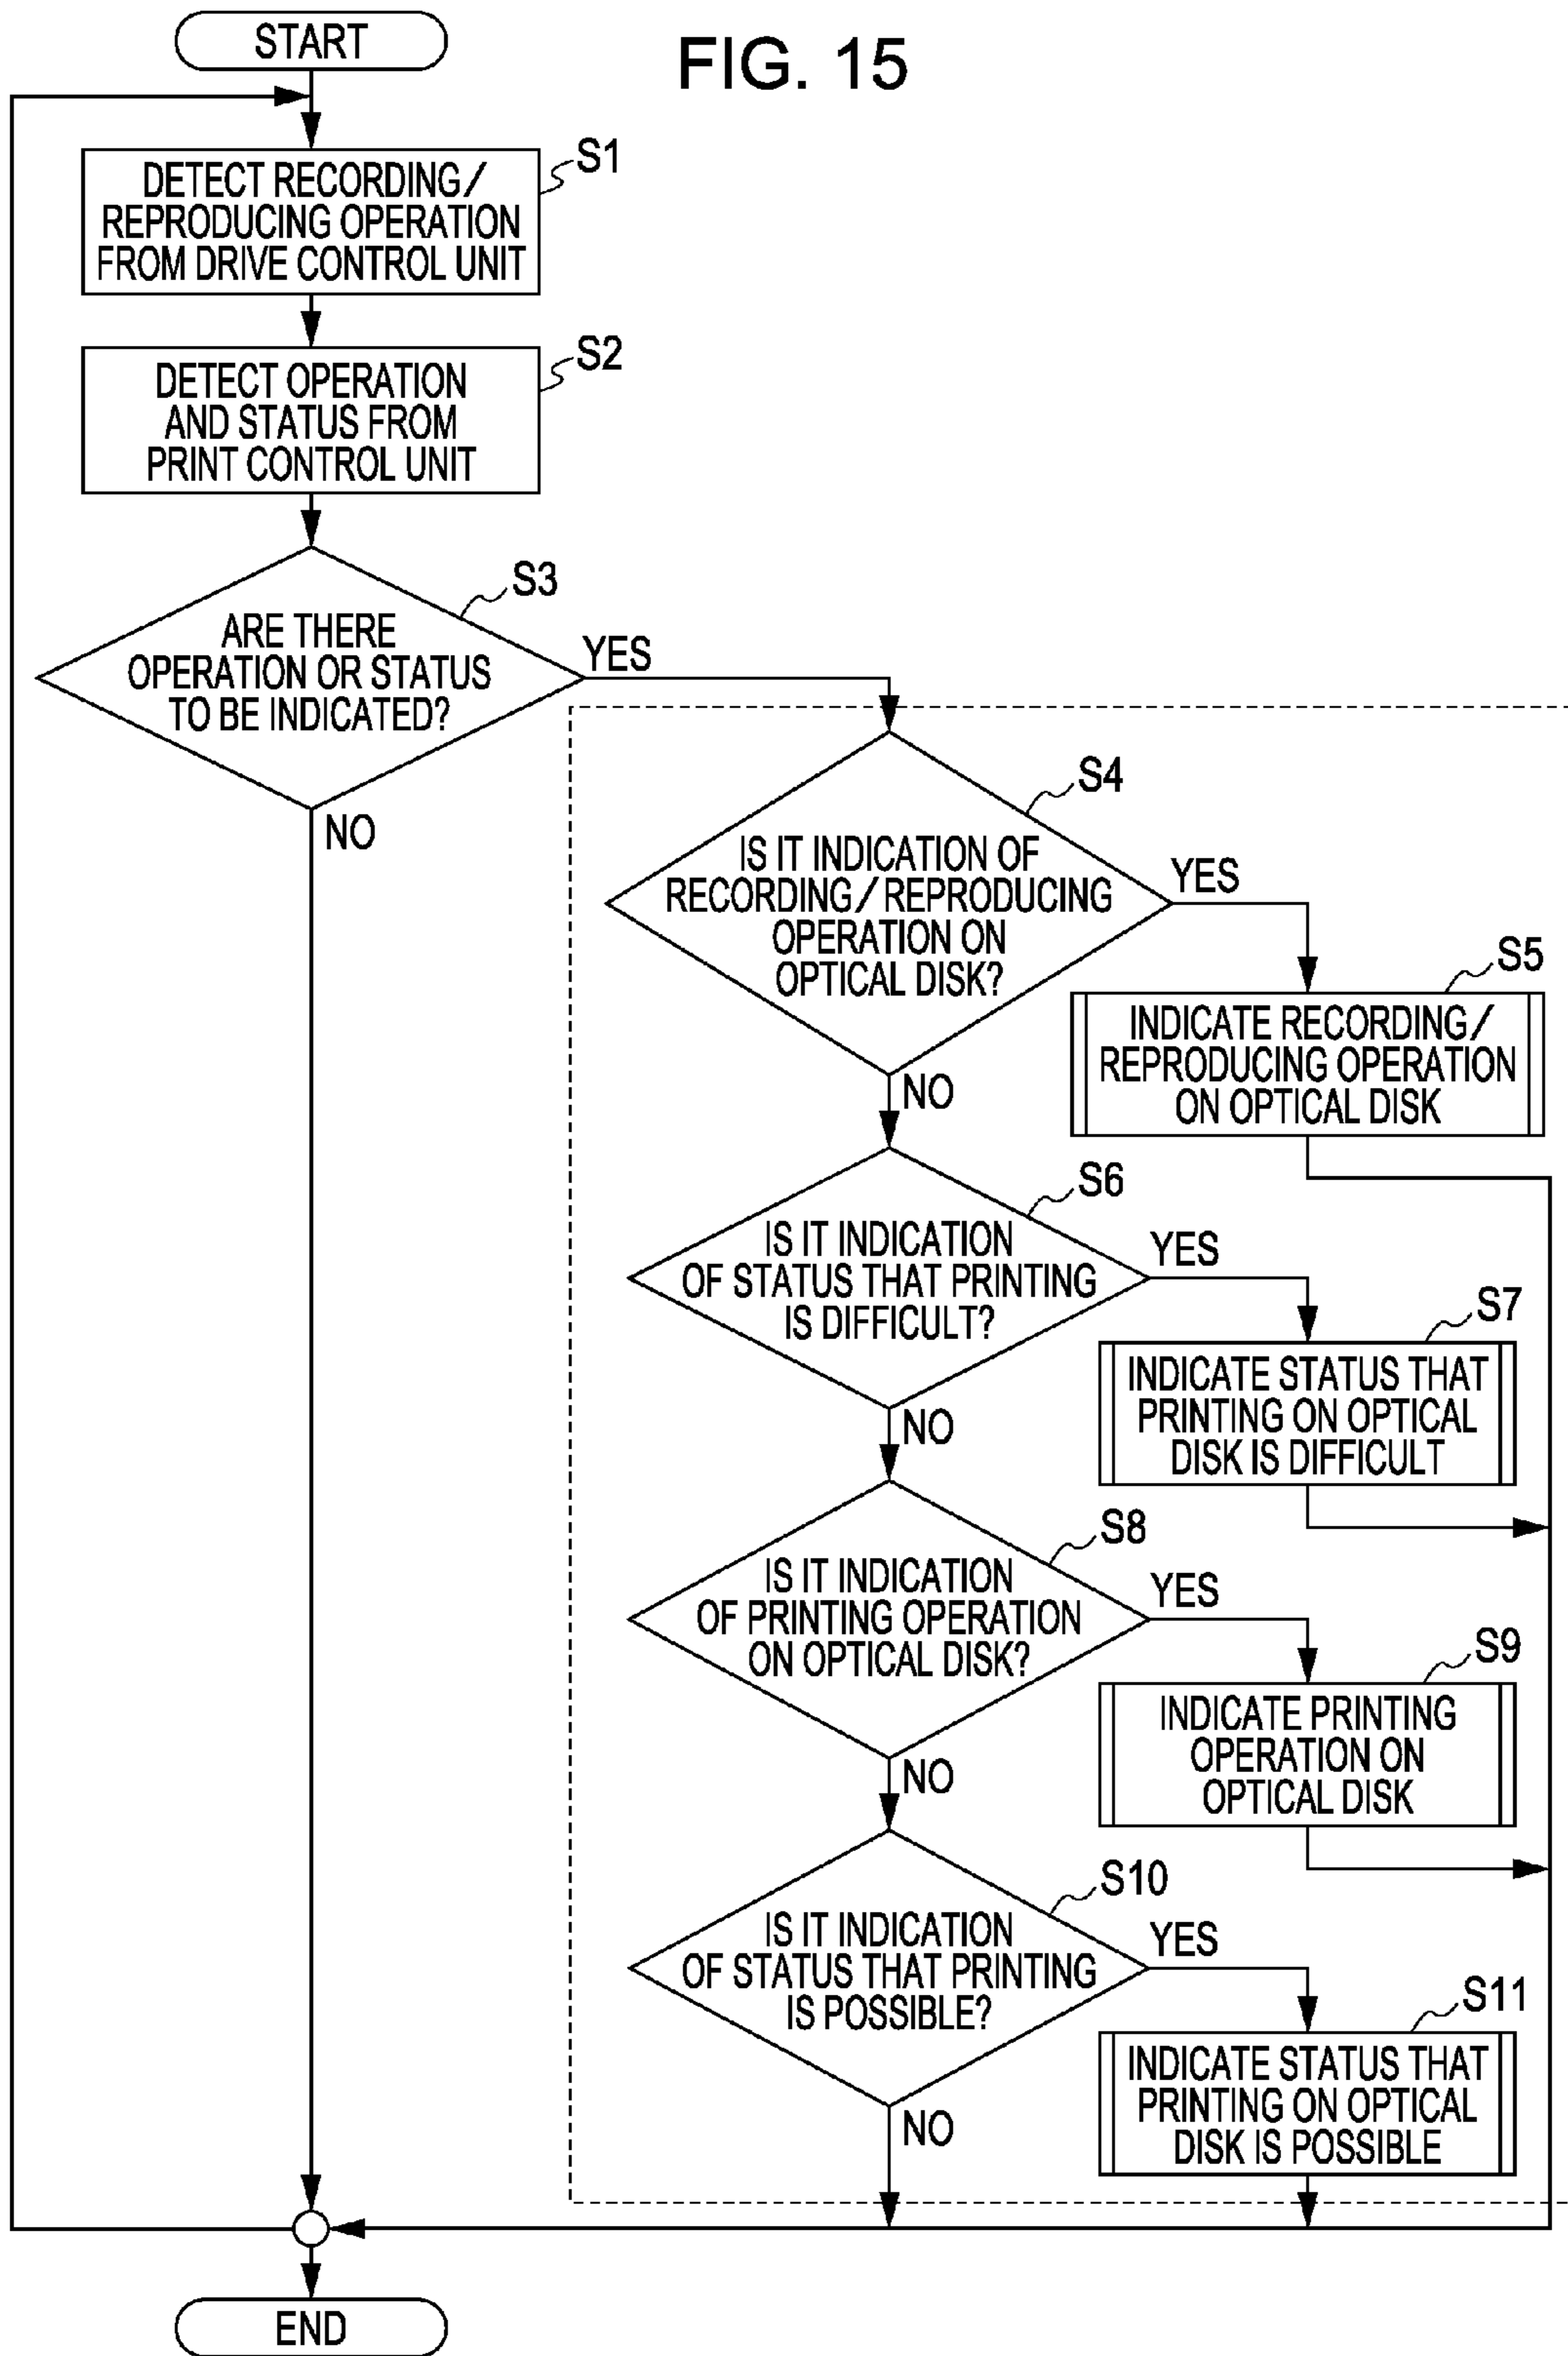 START
FIG. 15
DETECT RECORDING/
REPRODUCING OPERATION
FROM DRIVE CONTROL UNIT
S1
DETECT OPERATION
AND STATUS FROM
PRINT CONTROL UNIT
S2
ARE THERE
OPERATION OR STATUS
TO BE INDICATED?
S3
YES
NO
IS IT INDICATION OF
RECORDING/REPRODUCING
OPERATION ON
OPTICAL DISK?
S4
YES
NO
INDICATE RECORDING/
REPRODUCING OPERATION
ON OPTICAL DISK
S5
IS IT INDICATION
OF STATUS THAT PRINTING
IS DIFFICULT?
S6
YES
NO
INDICATE STATUS THAT
PRINTING ON OPTICAL
DISK IS DIFFICULT
S7
IS IT INDICATION
OF PRINTING OPERATION
ON OPTICAL DISK?
S8
YES
NO
INDICATE PRINTING
OPERATION ON
OPTICAL DISK
S9
IS IT INDICATION
OF STATUS THAT PRINTING
IS POSSIBLE?
S10
YES
NO
INDICATE STATUS THAT
PRINTING ON OPTICAL
DISK IS POSSIBLE
S11
END